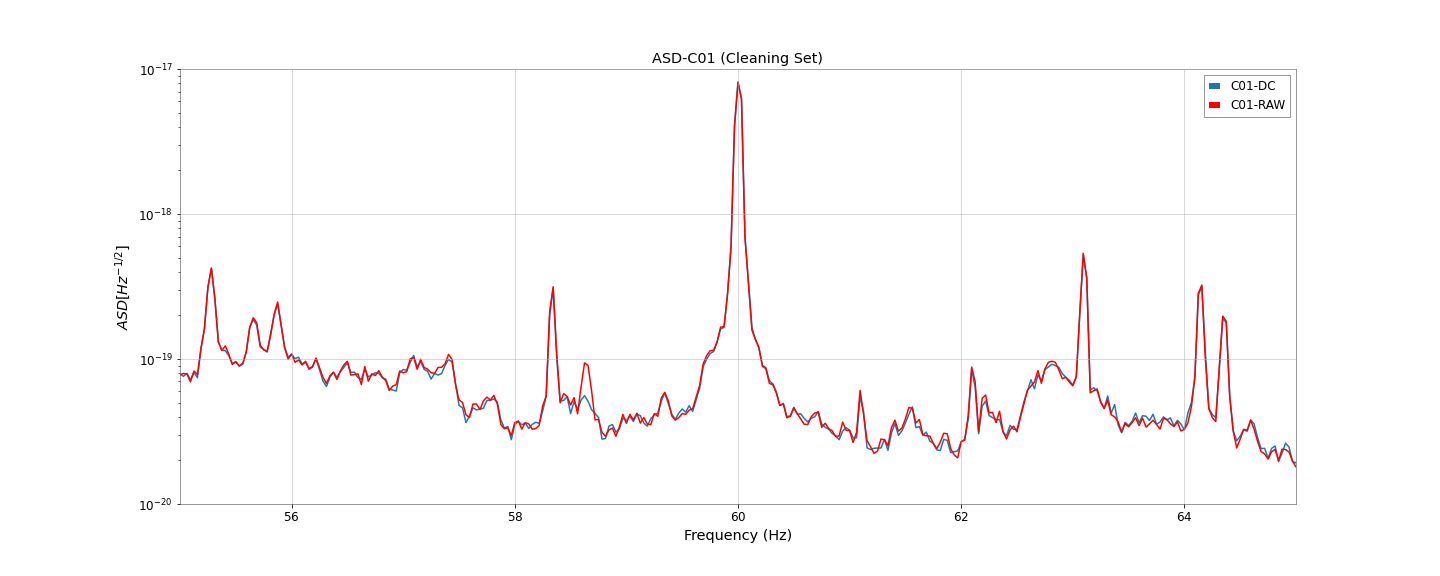 ASD-C01 (Cleaning Set)
C01-DC
C01-RAW
ASD[Hz^{-1/2}]
10^{-17}
10^{-18}
10^{-19}
10^{-20}
56 58 60 62 64
Frequency (Hz)